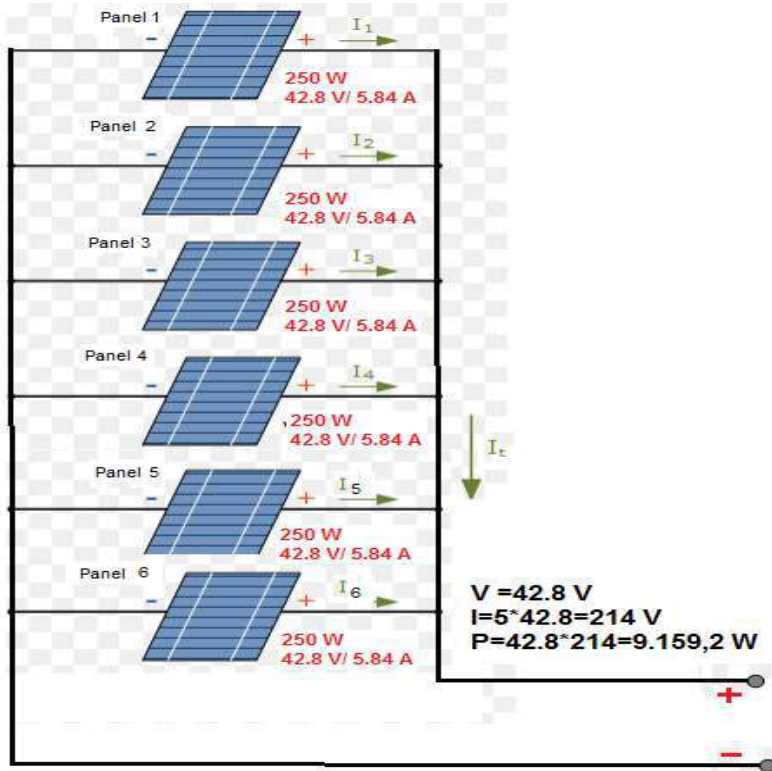 Panel 1
- + I1
250 W
42.8 V/ 5.84 A
Panel 2
- + I2
250 W
42.8 V/ 5.84 A
Panel 3
- + I3
250 W
42.8 V/ 5.84 A
Panel 4
- + I4
250 W
42.8 V/ 5.84 A
It
Panel 5
- + I5
250 W
42.8 V/ 5.84 A
Panel 6
- + I6
250 W
42.8 V/ 5.84 A
V =42.8 V
I=5*42.8=214 V
P=42.8*214=9.159,2 W
+
-